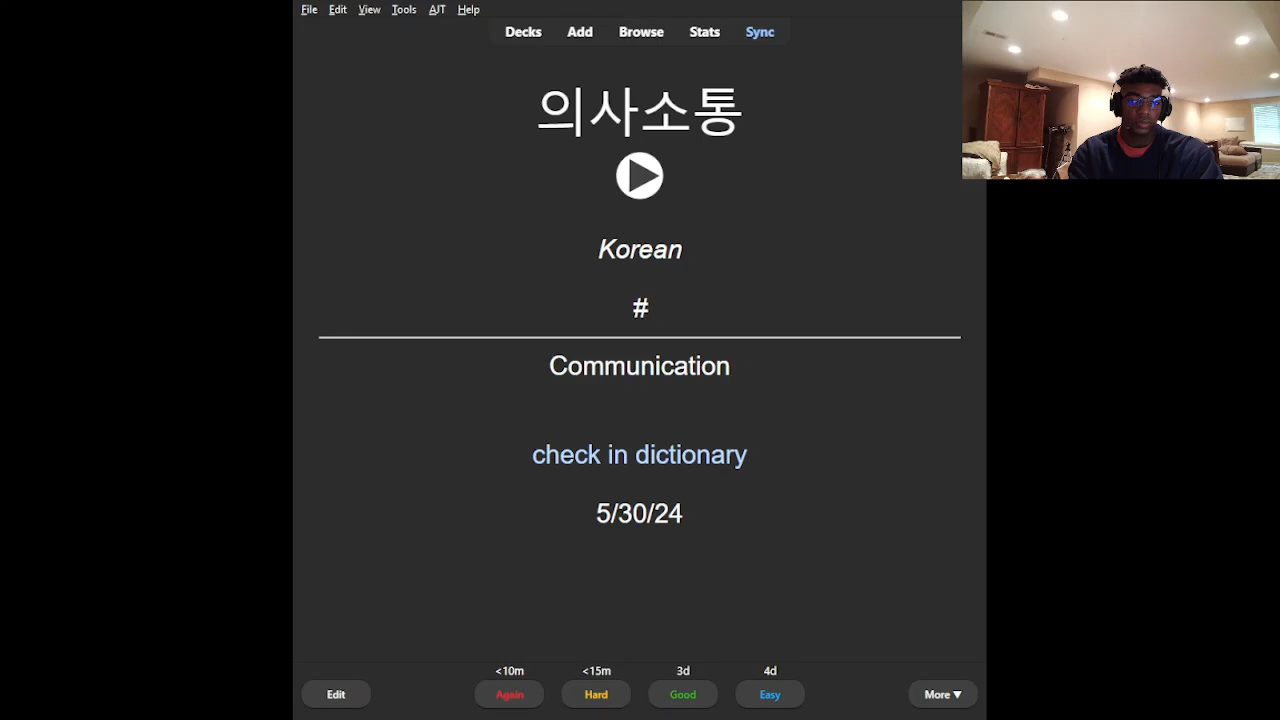 File Edit View Tools AJT Help
Decks Add Browse Stats Sync
의사소통
Korean
#
Communication
check in dictionary
5/30/24
<10m <15m 3d 4d
Edit Again Hard Good Easy More ▼